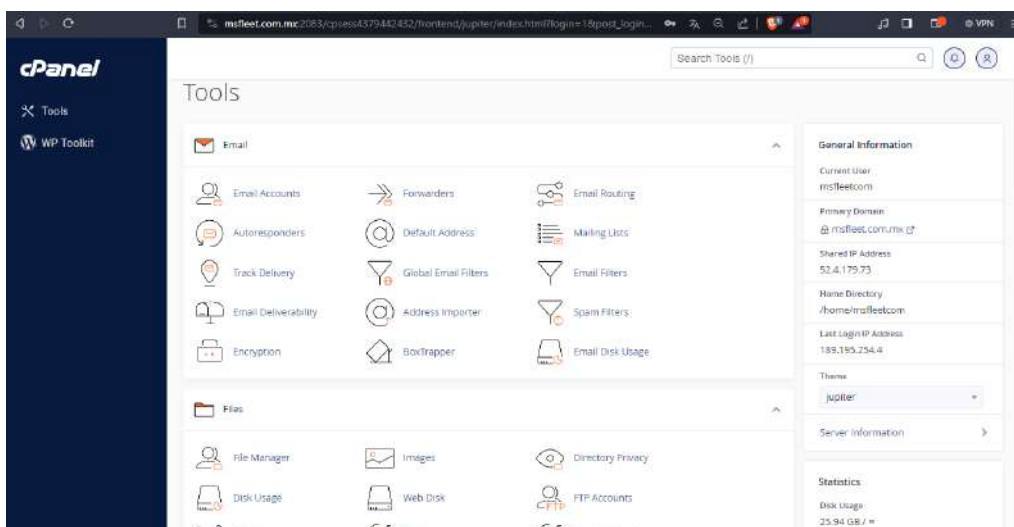 msfleet.com.mx:2083/cpsess4379442432/frontend/jupiter/index.html?login=1&post_login...
VPN
cPanel
Search Tools (/)
Tools
WP Toolkit
Tools
Email
Email Accounts
Forwarders
Email Routing
Autoresponders
Default Address
Mailing Lists
Track Delivery
Global Email Filters
Email Filters
Email Deliverability
Address Importer
Spam Filters
Encryption
BoxTrapper
Email Disk Usage
Files
File Manager
Images
Directory Privacy
Disk Usage
Web Disk
FTP Accounts
FTP
General Information
Current User
msfleetcom
Primary Domain
msfleet.com.mx
Shared IP Address
52.4.179.73
Home Directory
/home/msfleetcom
Last Login IP Address
189.195.254.4
Theme
jupiter
Server Information
Statistics
Disk Usage
25.94 GB / ∞